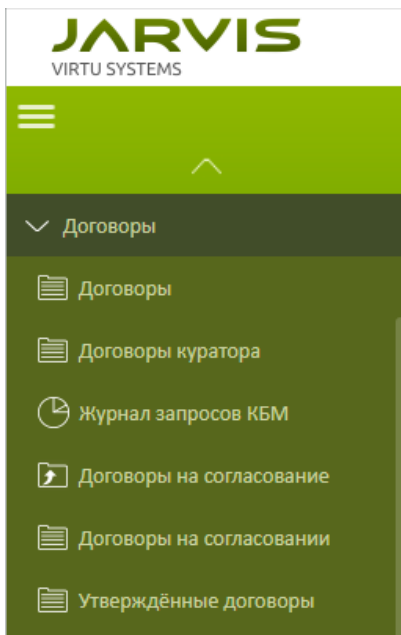 JARVIS
VIRTU SYSTEMS
Договоры
Договоры
Договоры куратора
Журнал запросов КБМ
Договоры на согласование
Договоры на согласовании
Утверждённые договоры